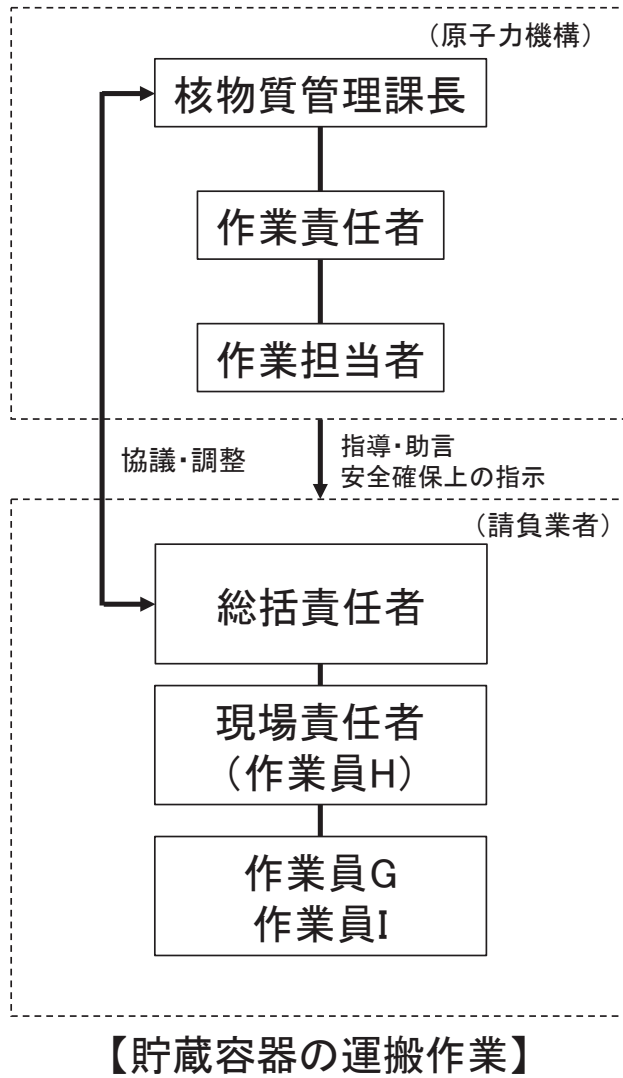 （原子力機構）
核物質管理課長
作業責任者
作業担当者
協議・調整
指導・助言
安全確保上の指示
（請負業者）
総括責任者
現場責任者
（作業員H）
作業員G
作業員I
【貯蔵容器の運搬作業】